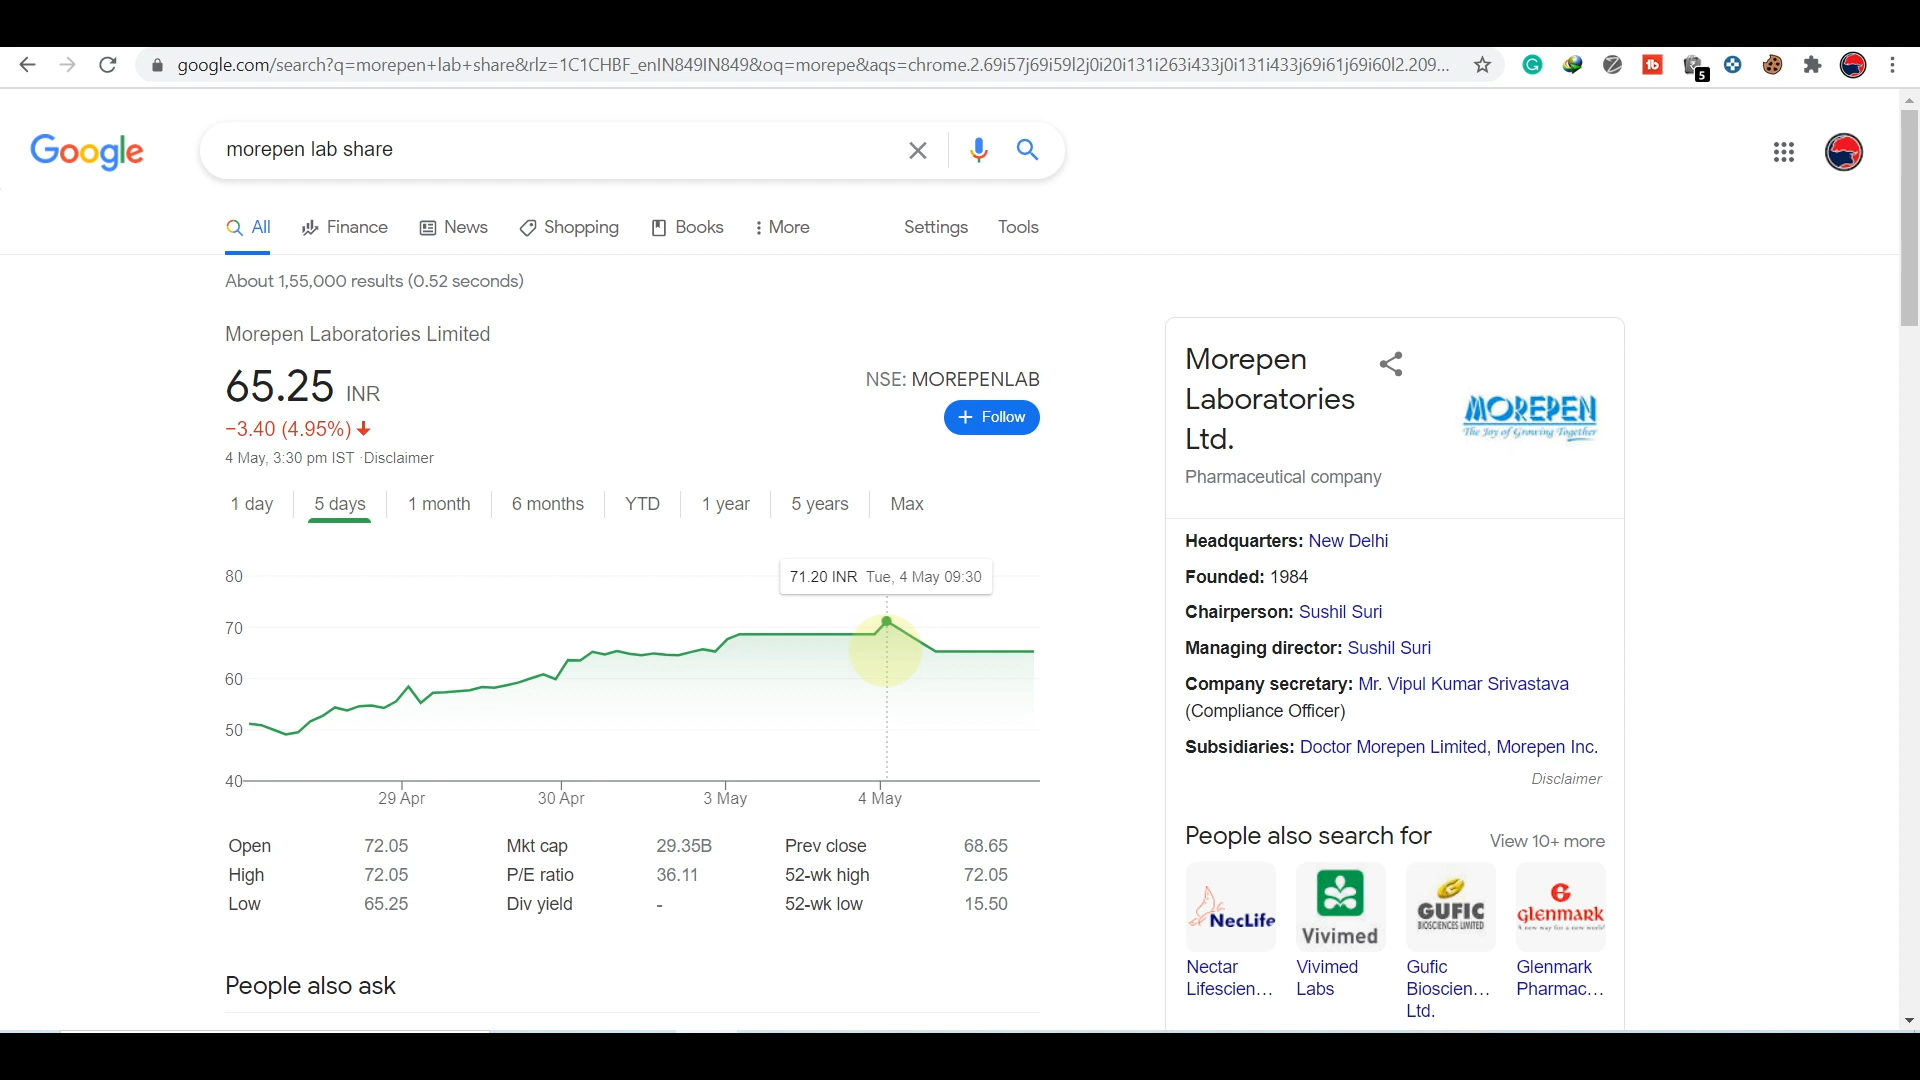 google.com/search?q=morepen+lab+share&rlz=1C1CHBF_enIN849IN849&oq=morepe&aqs=chrome.2.69i57j69i59l2j0i20i131i263i433j0i131i433j69i61j69i60l2.209...
5
Google
morepen lab share
All Finance News Shopping Books More Settings Tools
About 1,55,000 results (0.52 seconds)
Morepen Laboratories Limited
65.25 INR
NSE: MOREPENLAB
+ Follow
−3.40 (4.95%)
4 May, 3:30 pm IST · Disclaimer
1 day 5 days 1 month 6 months YTD 1 year 5 years Max
71.20 INR Tue, 4 May 09:30
80
70
60
50
40
29 Apr 30 Apr 3 May 4 May
Open 72.05 Mkt cap 29.35B Prev close 68.65
High 72.05 P/E ratio 36.11 52-wk high 72.05
Low 65.25 Div yield - 52-wk low 15.50
People also ask
Morepen
Laboratories
Ltd.
Pharmaceutical company
MOREPEN
The Joy of Growing Together
Headquarters: New Delhi
Founded: 1984
Chairperson: Sushil Suri
Managing director: Sushil Suri
Company secretary: Mr. Vipul Kumar Srivastava
(Compliance Officer)
Subsidiaries: Doctor Morepen Limited, Morepen Inc.
Disclaimer
People also search for
View 10+ more
NecLife
Vivimed
GUFIC
BIOSCIENCES LIMITED
glenmark
A new way for a new world
Nectar
Lifescien...
Vivimed
Labs
Gufic
Bioscien...
Ltd.
Glenmark
Pharmac...